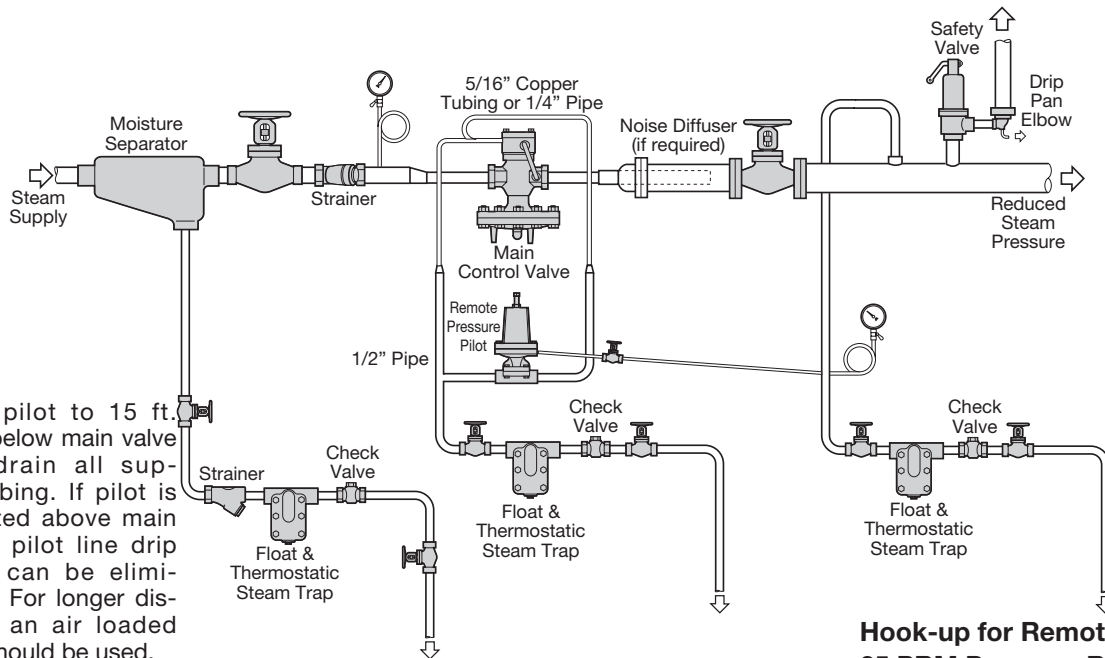 Safety
Valve
Drip
Pan
Elbow
5/16” Copper
Tubing or 1/4” Pipe
Moisture
Separator
Noise Diffuser
(if required)
Steam
Supply
Strainer
Main
Control Valve
Reduced
Steam
Pressure
Remote
Pressure
Pilot
1/2” Pipe
pilot to 15 ft.
below main valve
drain all sup-
If pilot is
above main
pilot line drip
can be elimi-
For longer dis-
an air loaded
should be used.
Strainer
Check
Valve
Float &
Thermostatic
Steam Trap
Check
Valve
Float &
Thermostatic
Steam Trap
Check
Valve
Float &
Thermostatic
Steam Trap
Hook-up for